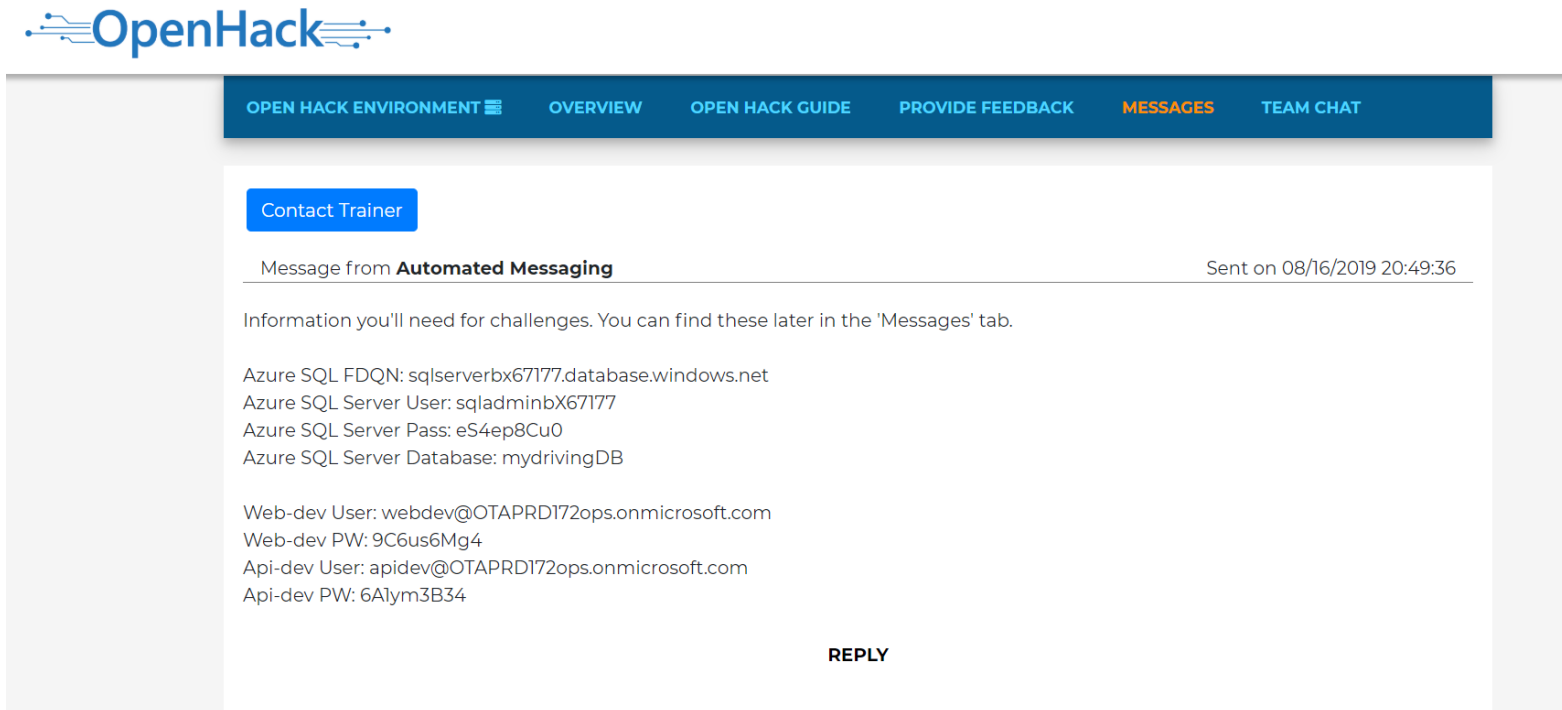 OpenHack
OPEN HACK ENVIRONMENT OVERVIEW OPEN HACK GUIDE PROVIDE FEEDBACK MESSAGES TEAM CHAT
Contact Trainer
Message from Automated Messaging Sent on 08/16/2019 20:49:36
Information you'll need for challenges. You can find these later in the 'Messages' tab.
Azure SQL FDQN: sqlserverbx67177.database.windows.net
Azure SQL Server User: sqladminbX67177
Azure SQL Server Pass: eS4ep8Cu0
Azure SQL Server Database: mydrivingDB
Web-dev User: webdev@OTAPRD172ops.onmicrosoft.com
Web-dev PW: 9C6us6Mg4
Api-dev User: apidev@OTAPRD172ops.onmicrosoft.com
Api-dev PW: 6A1ym3B34
REPLY